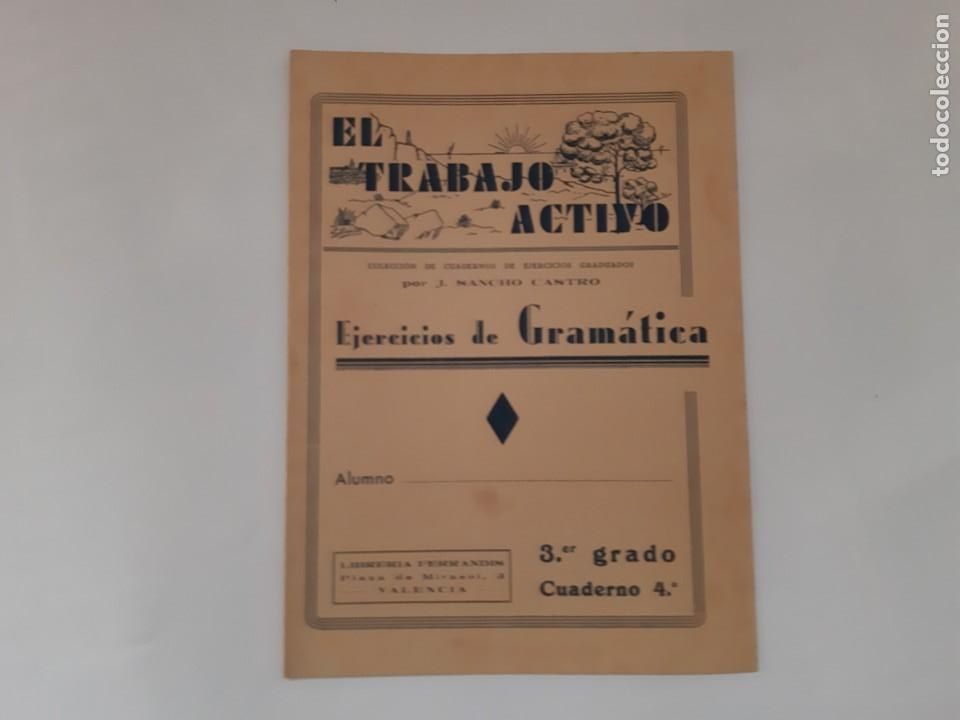 EL
TRABAJO
ACTIVO
COLECCIÓN DE CUADERNOS DE EJERCICIOS GRADUADOS
por J. SANCHO CASTRO
Ejercicios de Gramática
Alumno
LIBRERIA FERRANDIS
Plaza de Mirasol, 3
VALENCIA
3.er grado
Cuaderno 4.°
todocoleccion